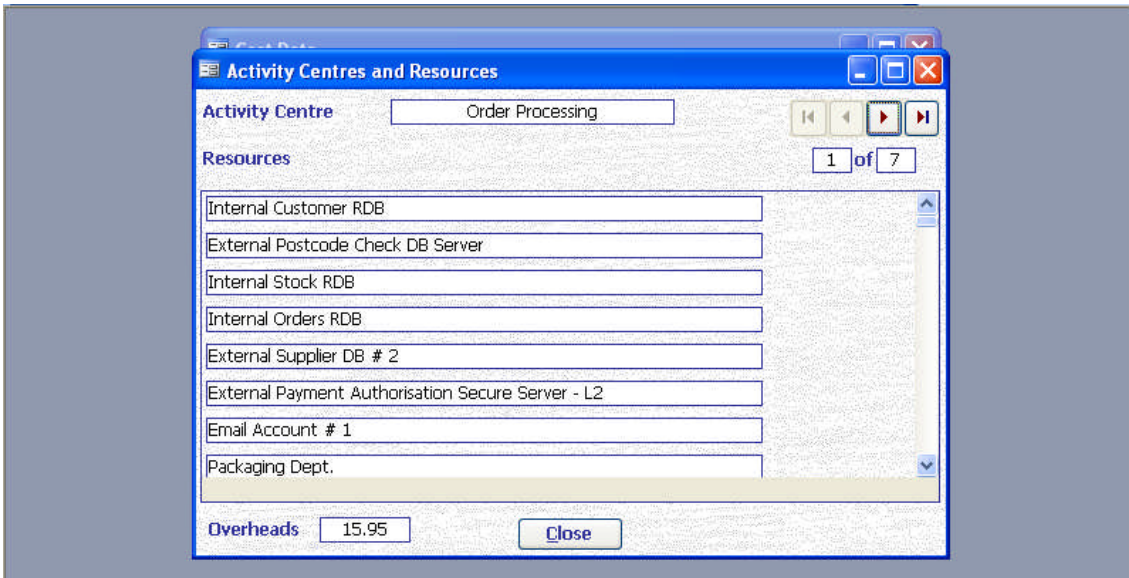 Cost Data
Activity Centres and Resources
Activity Centre Order Processing
Resources 1 of 7
Internal Customer RDB
External Postcode Check DB Server
Internal Stock RDB
Internal Orders RDB
External Supplier DB # 2
External Payment Authorisation Secure Server - L2
Email Account # 1
Packaging Dept.
Overheads 15.95 Close